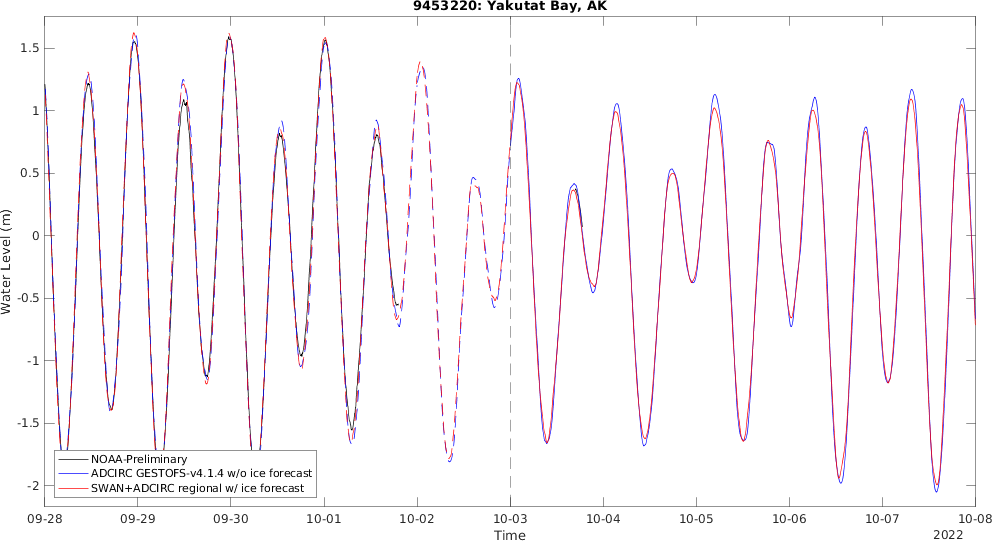 9453220: Yakutat Bay, AK
Water Level (m)
1.5
1
0.5
0
-0.5
-1
-1.5
-2
NOAA-Preliminary
ADCIRC GESTOFS-v4.1.4 w/o ice forecast
SWAN+ADCIRC regional w/ ice forecast
09-28 09-29 09-30 10-01 10-02 10-03 10-04 10-05 10-06 10-07 10-08
Time
2022